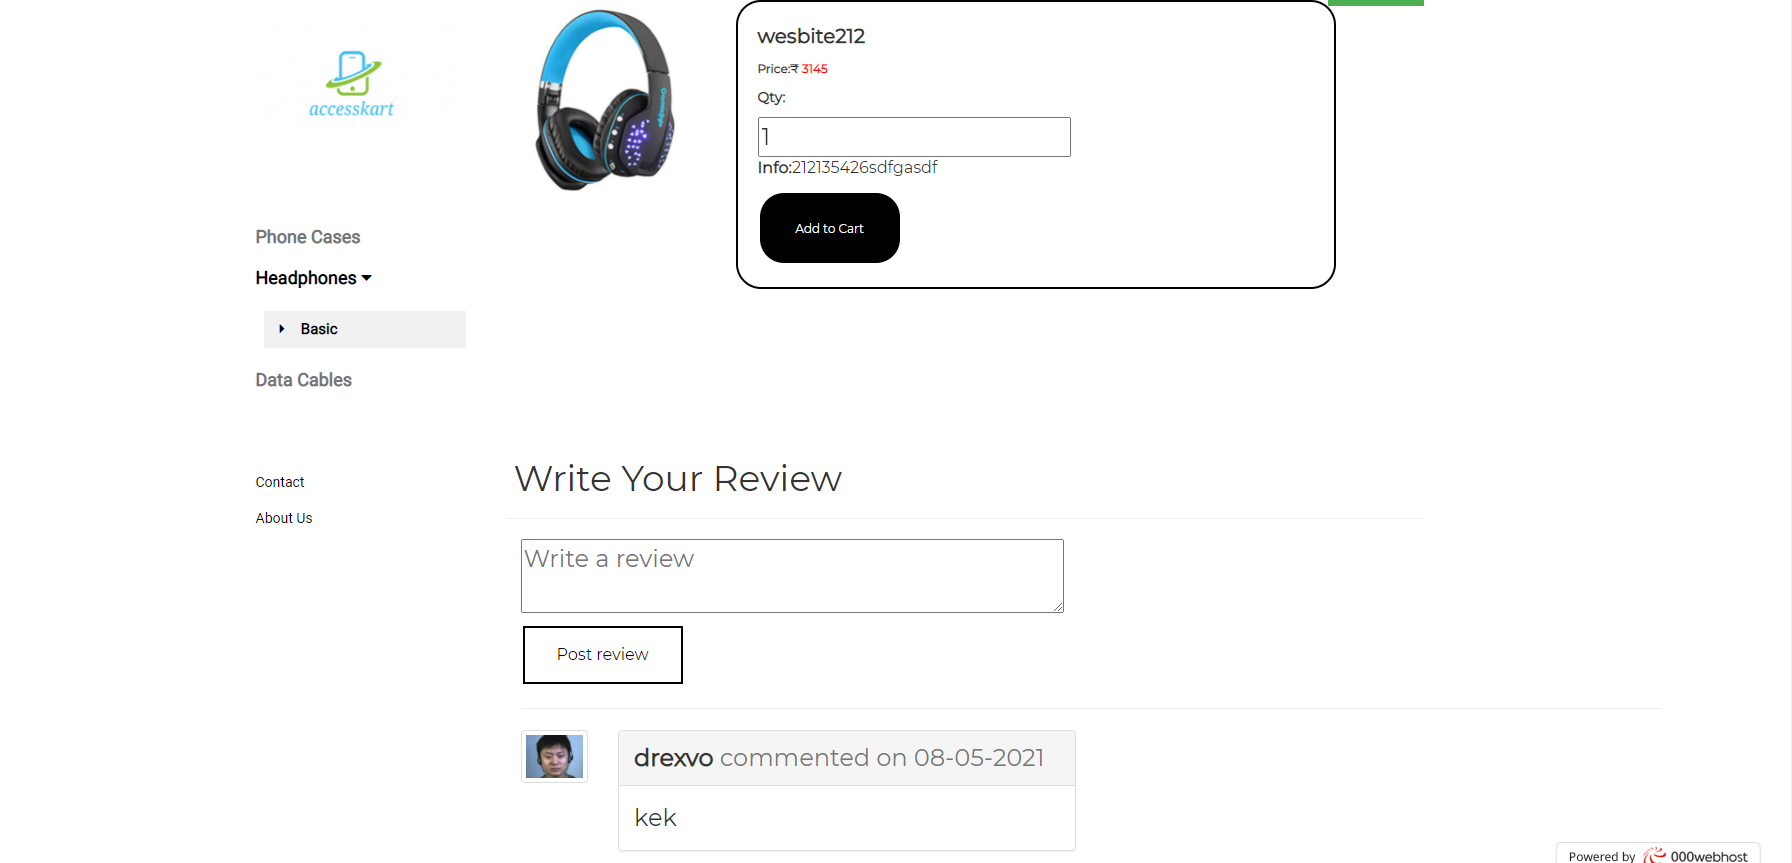 accesskart
Phone Cases
Headphones
Basic
Data Cables
Contact
About Us
wesbite212
Price:₹ 3145
Qty:
1
Info:212135426sdfgasdf
Add to Cart
Write Your Review
Write a review
Post review
drexvo commented on 08-05-2021
kek
Powered by 000webhost